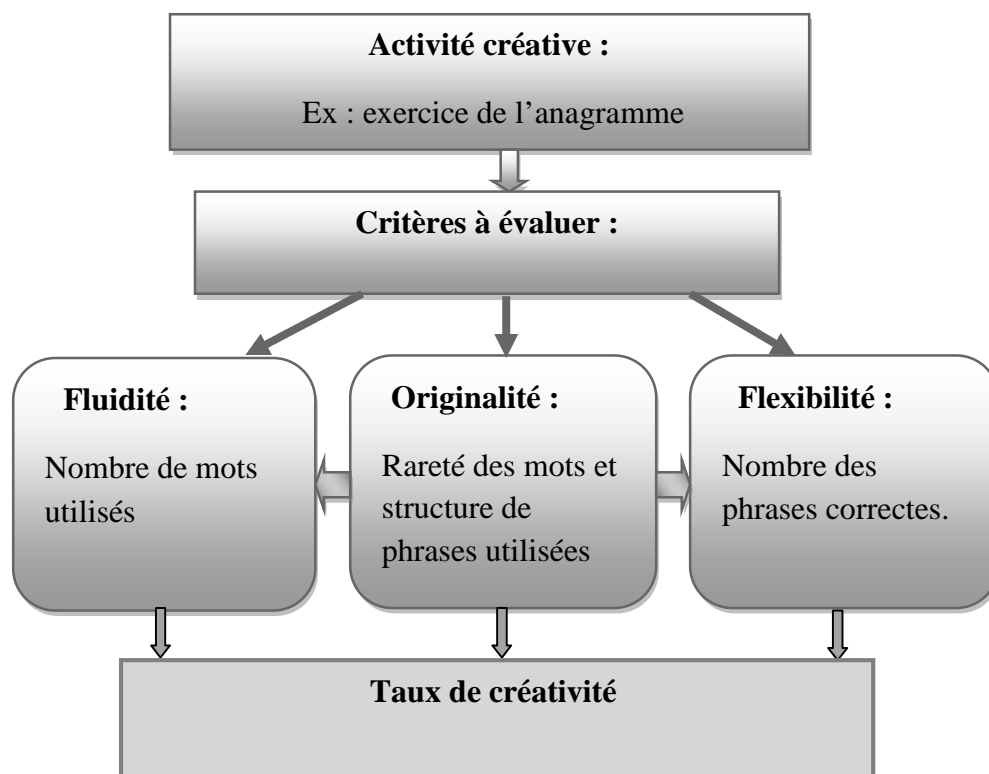 Activité créative :
Ex : exercice de l’anagramme
Critères à évaluer :
Fluidité :
Nombre de mots
utilisés
Originalité :
Rareté des mots et
structure de
phrases utilisées
Flexibilité :
Nombre des
phrases correctes.
Taux de créativité